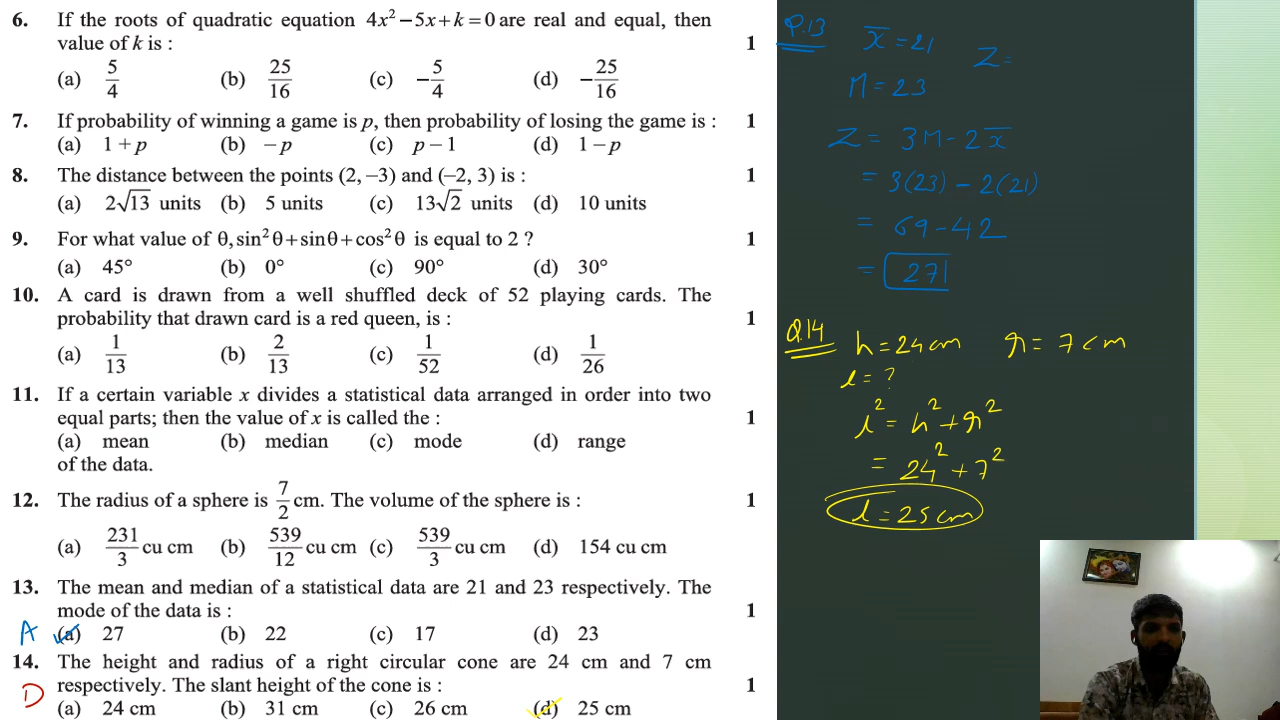 6. If the roots of quadratic equation 4x² − 5x + k = 0 are real and equal, then
value of k is : 1
(a) 5/4 (b) 25/16 (c) −5/4 (d) −25/16
7. If probability of winning a game is p, then probability of losing the game is : 1
(a) 1 + p (b) −p (c) p − 1 (d) 1 − p
8. The distance between the points (2, −3) and (−2, 3) is : 1
(a) 2√13 units (b) 5 units (c) 13√2 units (d) 10 units
9. For what value of θ, sin²θ + sinθ + cos²θ is equal to 2 ? 1
(a) 45° (b) 0° (c) 90° (d) 30°
10. A card is drawn from a well shuffled deck of 52 playing cards. The
probability that drawn card is a red queen, is : 1
(a) 1/13 (b) 2/13 (c) 1/52 (d) 1/26
11. If a certain variable x divides a statistical data arranged in order into two
equal parts; then the value of x is called the : 1
(a) mean (b) median (c) mode (d) range
of the data.
12. The radius of a sphere is 7/2 cm. The volume of the sphere is : 1
(a) 231/3 cu cm (b) 539/12 cu cm (c) 539/3 cu cm (d) 154 cu cm
13. The mean and median of a statistical data are 21 and 23 respectively. The
mode of the data is : 1
A (a) 27 (b) 22 (c) 17 (d) 23
14. The height and radius of a right circular cone are 24 cm and 7 cm
D respectively. The slant height of the cone is : 1
(a) 24 cm (b) 31 cm (c) 26 cm (d) 25 cm
Q.13 x̄ = 21 Z =
M = 23
Z = 3M − 2x̄
= 3(23) − 2(21)
= 69 − 42
= 27
Q.14 h = 24 cm r = 7 cm
l = ?
l² = h² + r²
= 24² + 7²
l = 25 cm